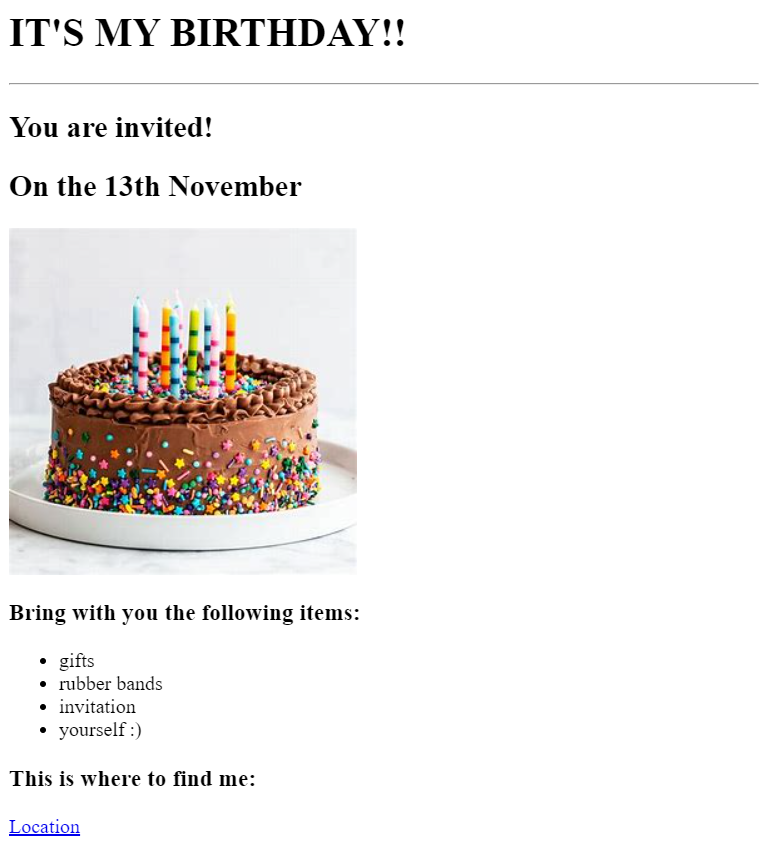 IT'S MY BIRTHDAY!!
You are invited!
On the 13th November
Bring with you the following items:
gifts
rubber bands
invitation
yourself :)
This is where to find me:
Location